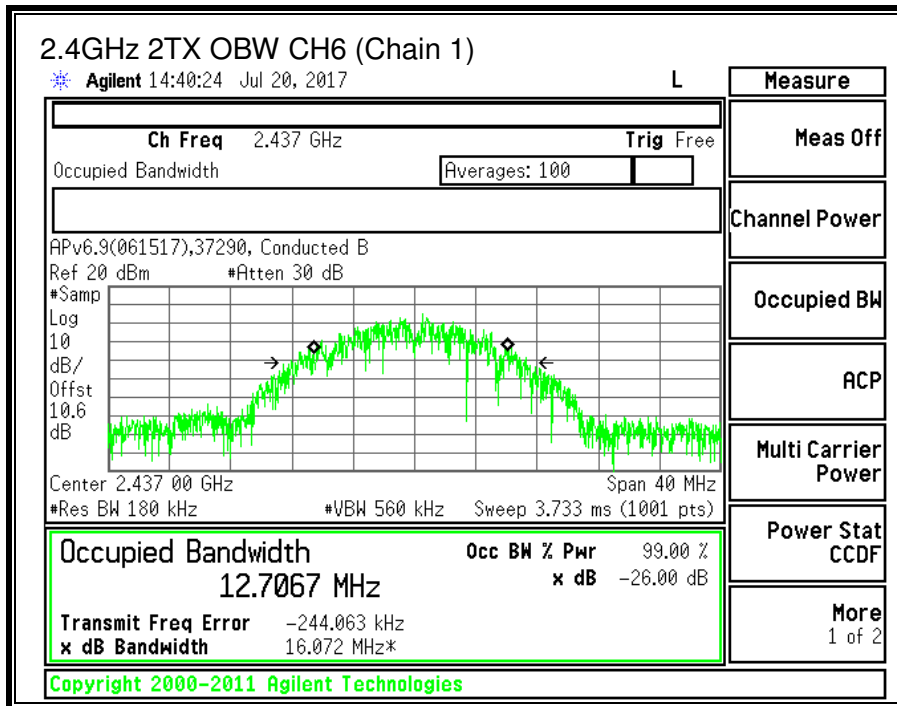 2.4GHz 2TX OBW CH6 (Chain 1)
Agilent 14:40:24 Jul 20, 2017 L
Measure
Ch Freq 2.437 GHz Trig Free
Meas Off
Occupied Bandwidth Averages: 100
Channel Power
APv6.9(061517),37290, Conducted B
Ref 20 dBm #Atten 30 dB
#Samp
Log
10
dB/
Offst
10.6
dB
Occupied BW
ACP
Multi Carrier
Power
Center 2.437 00 GHz Span 40 MHz
#Res BW 180 kHz #VBW 560 kHz Sweep 3.733 ms (1001 pts)
Power Stat
CCDF
Occupied Bandwidth Occ BW % Pwr 99.00 %
12.7067 MHz x dB -26.00 dB
Transmit Freq Error -244.063 kHz
x dB Bandwidth 16.072 MHz*
More
1 of 2
Copyright 2000-2011 Agilent Technologies